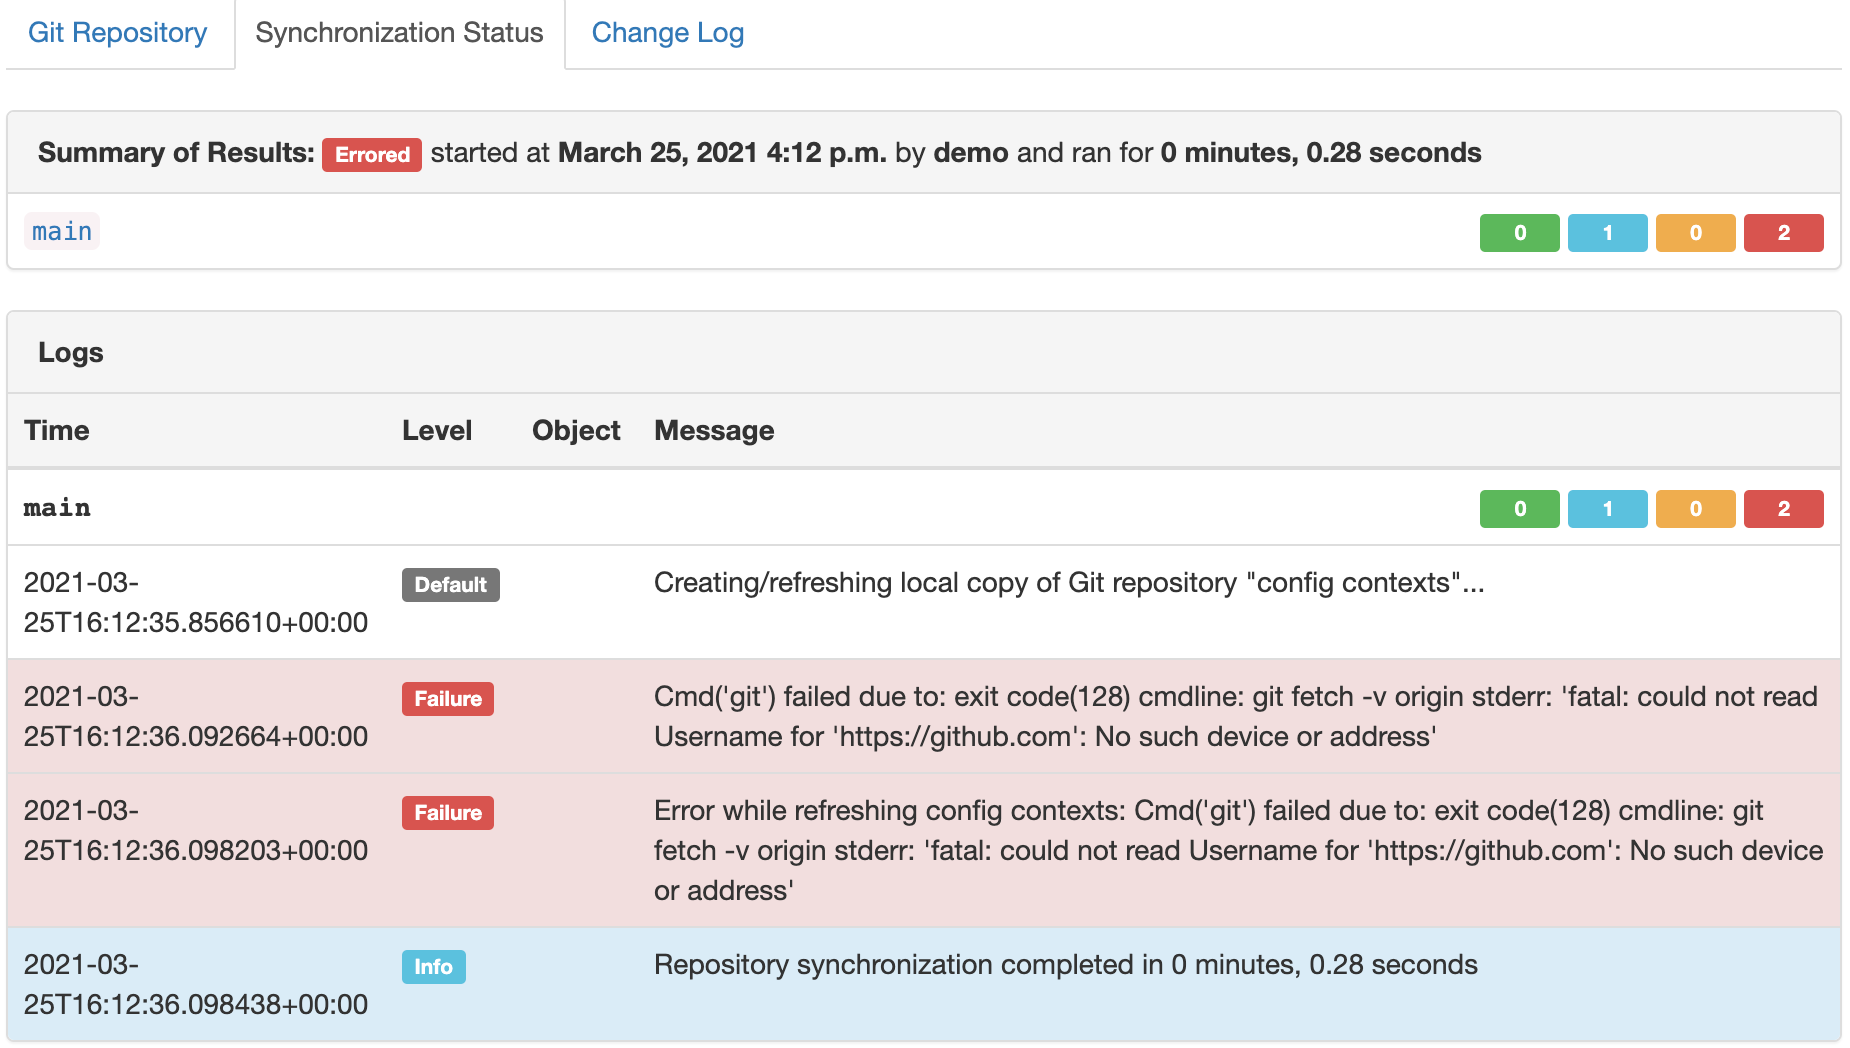 Git Repository Synchronization Status Change Log
Summary of Results: Errored started at March 25, 2021 4:12 p.m. by demo and ran for 0 minutes, 0.28 seconds
main 0 1 0 2
Logs
Time Level Object Message
main 0 1 0 2
2021-03- Default Creating/refreshing local copy of Git repository "config contexts"...
25T16:12:35.856610+00:00
2021-03- Failure Cmd('git') failed due to: exit code(128) cmdline: git fetch -v origin stderr: 'fatal: could not read
25T16:12:36.092664+00:00 Username for 'https://github.com': No such device or address'
2021-03- Failure Error while refreshing config contexts: Cmd('git') failed due to: exit code(128) cmdline: git
25T16:12:36.098203+00:00 fetch -v origin stderr: 'fatal: could not read Username for 'https://github.com': No such device
or address'
2021-03- Info Repository synchronization completed in 0 minutes, 0.28 seconds
25T16:12:36.098438+00:00